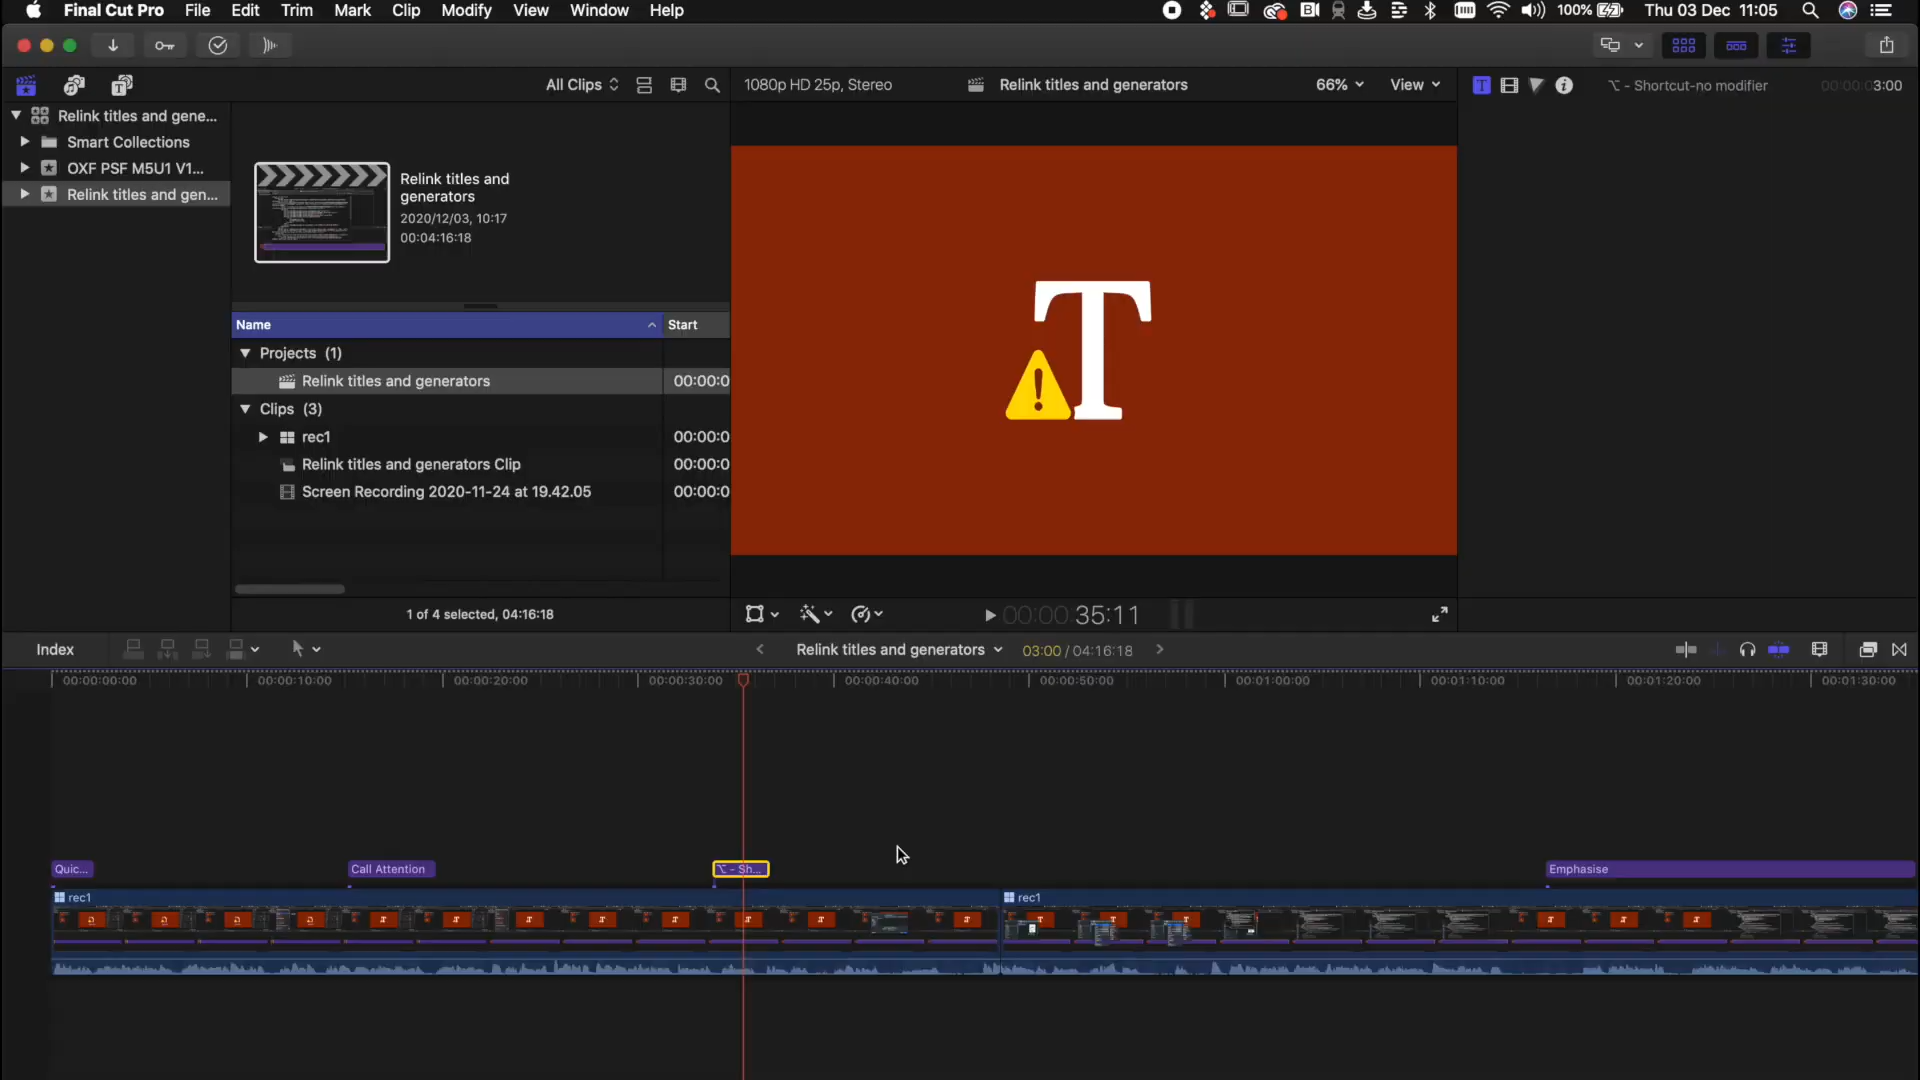 Final Cut Pro File Edit Trim Mark Clip Modify View Window Help
100% Thu 03 Dec 11:05
All Clips
1080p HD 25p, Stereo
Relink titles and generators
66%
View
⌥ - Shortcut-no modifier
00:00:03:00
Relink titles and gene...
Smart Collections
OXF PSF M5U1 V1...
Relink titles and gen...
Relink titles and
generators
2020/12/03, 10:17
00:04:16:18
Name Start
Projects (1)
Relink titles and generators 00:00:0
Clips (3)
rec1 00:00:0
Relink titles and generators Clip 00:00:0
Screen Recording 2020-11-24 at 19.42.05 00:00:0
1 of 4 selected, 04:16:18
T
!
00:00:35:11
Index
Relink titles and generators
03:00 / 04:16:18
00:00:00:00 00:00:10:00 00:00:20:00 00:00:30:00 00:00:40:00 00:00:50:00 00:01:00:00 00:01:10:00 00:01:20:00 00:01:30:00
Quic...
Call Attention
⌥ - Sh...
Emphasise
rec1
rec1